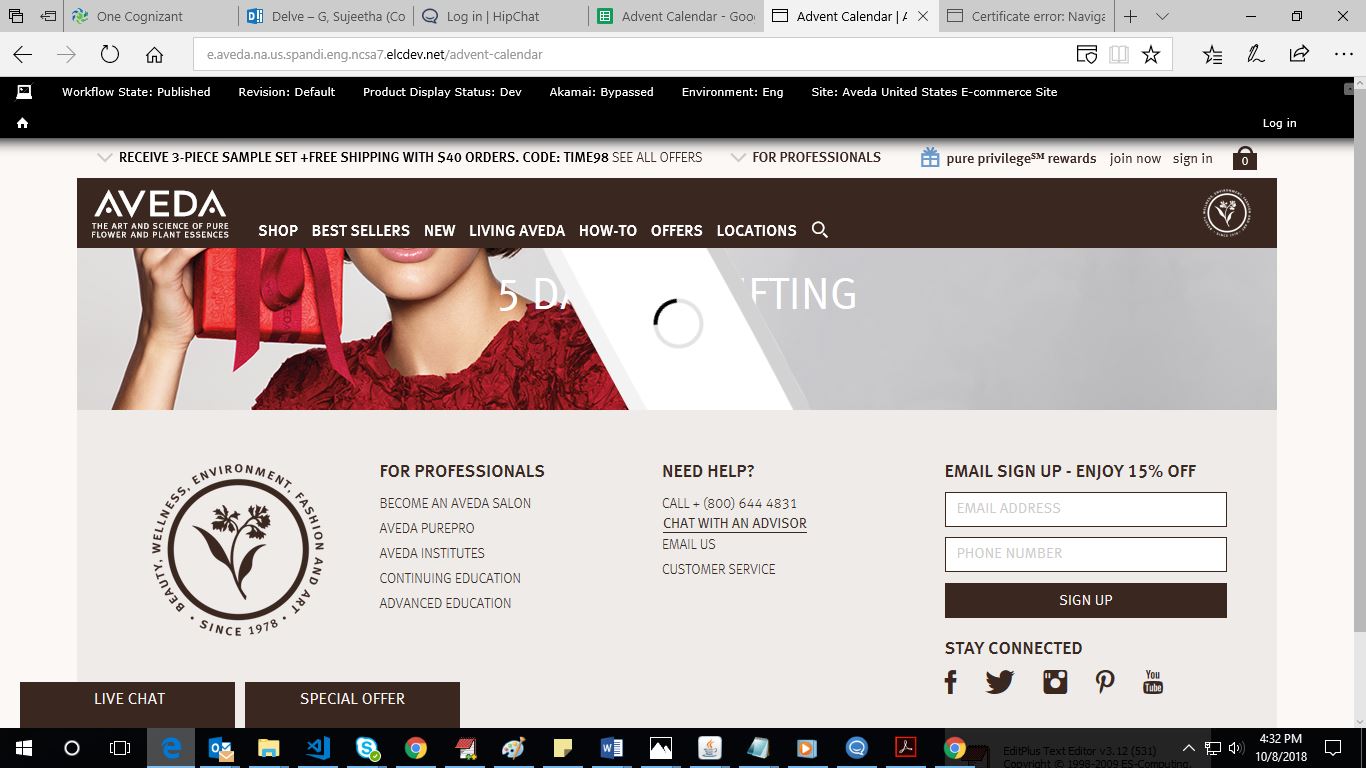 One Cognizant
Delve – G, Sujeetha (Co
Log in | HipChat
Advent Calendar - Goo
Advent Calendar | A
Certificate error: Naviga
e.aveda.na.us.spandi.eng.ncsa7.elcdev.net/advent-calendar
Workflow State: Published Revision: Default Product Display Status: Dev Akamai: Bypassed Environment: Eng Site: Aveda United States E-commerce Site
Log in
RECEIVE 3-PIECE SAMPLE SET +FREE SHIPPING WITH $40 ORDERS. CODE: TIME98 SEE ALL OFFERS FOR PROFESSIONALS pure privilege℠ rewards join now sign in 0
AVEDA
THE ART AND SCIENCE OF PURE
FLOWER AND PLANT ESSENCES
SHOP BEST SELLERS NEW LIVING AVEDA HOW-TO OFFERS LOCATIONS
5 DA FTING
BEAUTY, WELLNESS, ENVIRONMENT, FASHION AND ART
• SINCE 1978 •
FOR PROFESSIONALS
BECOME AN AVEDA SALON
AVEDA PUREPRO
AVEDA INSTITUTES
CONTINUING EDUCATION
ADVANCED EDUCATION
NEED HELP?
CALL + (800) 644 4831
CHAT WITH AN ADVISOR
EMAIL US
CUSTOMER SERVICE
EMAIL SIGN UP - ENJOY 15% OFF
EMAIL ADDRESS
PHONE NUMBER
SIGN UP
STAY CONNECTED
You
Tube
LIVE CHAT
SPECIAL OFFER
EditPlus Text Editor v3.12 (531)
Copyright © 1998-2009 ES-Computing.
4:32 PM
10/8/2018